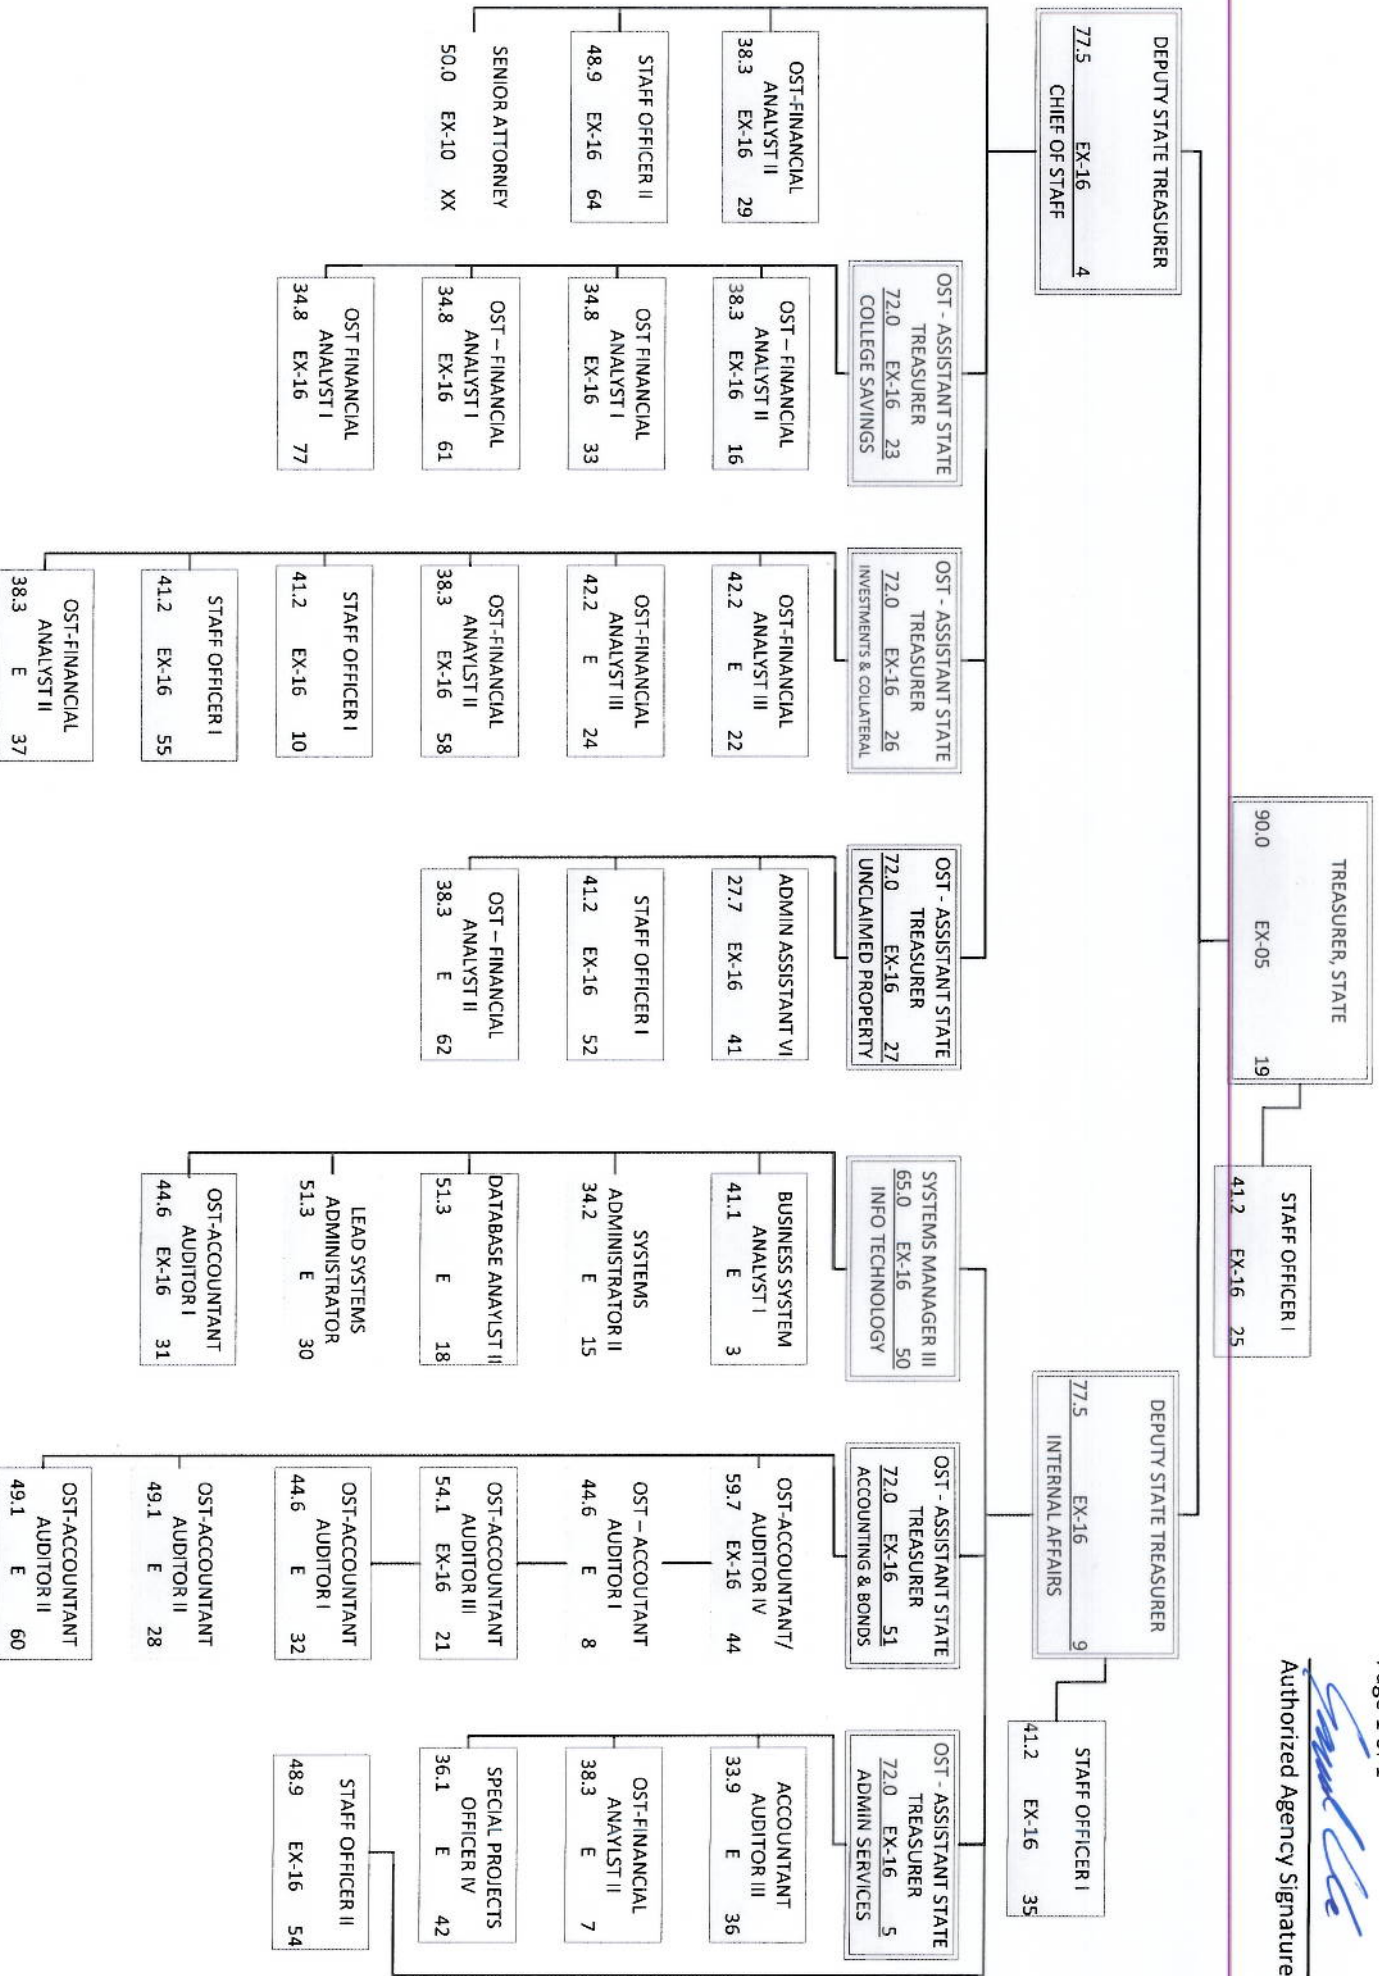 Authorized Agency Signature
TREASURER, STATE
90.0 EX-05 19
STAFF OFFICER I
41.2 EX-16 25
DEPUTY STATE TREASURER
77.5 EX-16 4
CHIEF OF STAFF
DEPUTY STATE TREASURER
77.5 EX-16 9
INTERNAL AFFAIRS
STAFF OFFICER I
41.2 EX-16 35
OST-FINANCIAL
ANALYST II
38.3 EX-16 29
STAFF OFFICER II
48.9 EX-16 64
SENIOR ATTORNEY
50.0 EX-10 XX
OST - ASSISTANT STATE
TREASURER
72.0 EX-16 23
COLLEGE SAVINGS
OST – FINANCIAL
ANALYST II
38.3 EX-16 16
OST FINANCIAL
ANALYST I
34.8 EX-16 33
OST – FINANCIAL
ANALYST I
34.8 EX-16 61
OST FINANCIAL
ANALYST I
34.8 EX-16 77
OST - ASSISTANT STATE
TREASURER
72.0 EX-16 26
INVESTMENTS & COLLATERAL
OST-FINANCIAL
ANALYST III
42.2 E 22
OST-FINANCIAL
ANALYST III
42.2 E 24
OST-FINANCIAL
ANAYLST II
38.3 EX-16 58
STAFF OFFICER I
41.2 EX-16 10
STAFF OFFICER I
41.2 EX-16 55
OST-FINANCIAL
ANALYST II
38.3 E 37
OST - ASSISTANT STATE
TREASURER
72.0 EX-16 27
UNCLAIMED PROPERTY
ADMIN ASSISTANT VI
27.7 EX-16 41
STAFF OFFICER I
41.2 EX-16 52
OST – FINANCIAL
ANALYST II
38.3 E 62
SYSTEMS MANAGER III
65.0 EX-16 50
INFO TECHNOLOGY
BUSINESS SYSTEM
ANALYST I
41.1 E 3
SYSTEMS
ADMINISTRATOR II
34.2 E 15
DATABASE ANAYLST II
51.3 E 18
LEAD SYSTEMS
ADMINISTRATOR
51.3 E 30
OST-ACCOUNTANT
AUDITOR I
44.6 EX-16 31
OST - ASSISTANT STATE
TREASURER
72.0 EX-16 51
ACCOUNTING & BONDS
OST-ACCOUNTANT/
AUDITOR IV
59.7 EX-16 44
OST – ACCOUTANT
AUDITOR I
44.6 E 8
OST-ACCOUNTANT
AUDITOR III
54.1 EX-16 21
OST-ACCOUNTANT
AUDITOR I
44.6 E 32
OST-ACCOUNTANT
AUDITOR II
49.1 E 28
OST-ACCOUNTANT
AUDITOR II
49.1 E 60
OST - ASSISTANT STATE
TREASURER
72.0 EX-16 5
ADMIN SERVICES
ACCOUNTANT
AUDITOR III
33.9 E 36
OST-FINANCIAL
ANAYLST II
38.3 E 7
SPECIAL PROJECTS
OFFICER IV
36.1 E 42
STAFF OFFICER II
48.9 EX-16 54